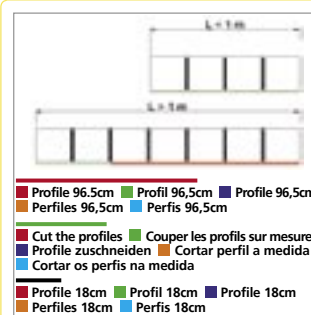 L < 1 m
L > 1 m
Profile 96.5cm Profil 96,5cm Profile 96,5cm
Perfiles 96,5cm Perfis 96,5cm
Cut the profiles Couper les profils sur mesure
Profile zuschneiden Cortar perfil a medida
Cortar os perfis na medida
Profile 18cm Profil 18cm Profile 18cm
Perfiles 18cm Perfis 18cm